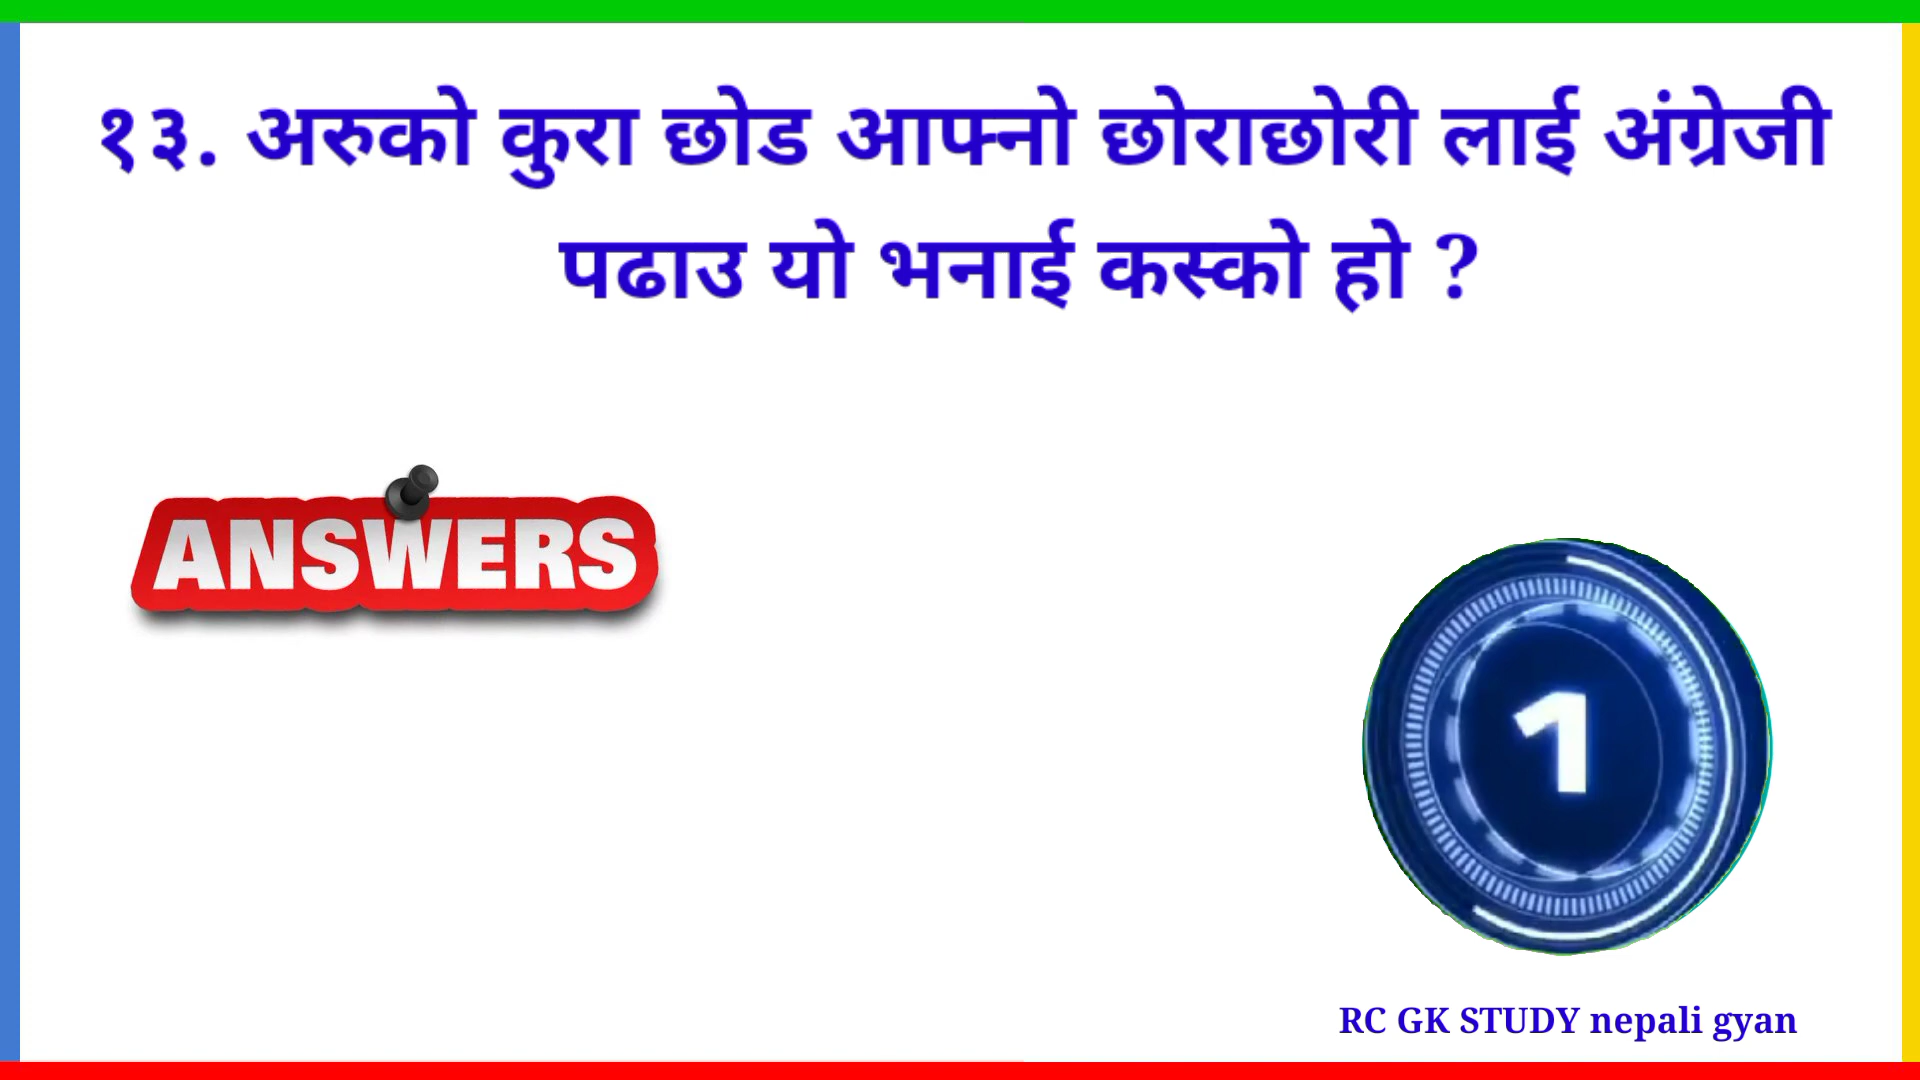 १३. अरुको कुरा छोड आफ्नो छोराछोरी लाई अंग्रेजी
पढाउ यो भनाई कस्को हो ?
ANSWERS
1
RC GK STUDY nepali gyan